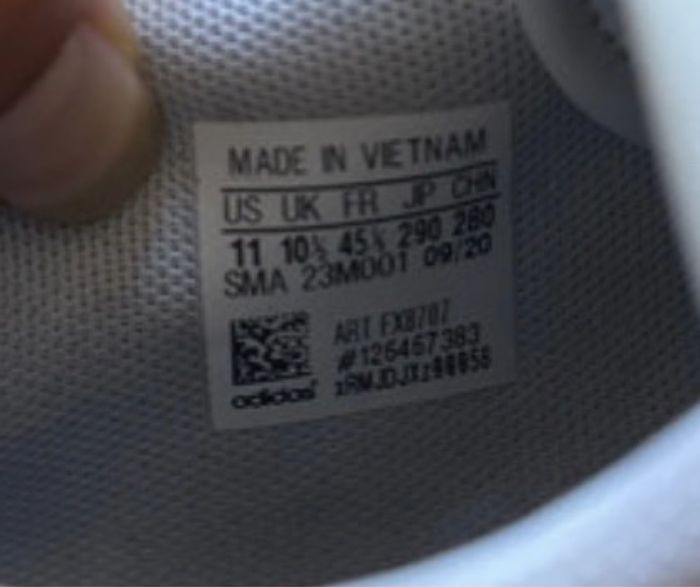 MADE IN VIETNAM
US UK FR JP CHN
11 10½ 45⅓ 290 280
SMA 23M001 09/20
ART FX8707
#126467383
adidas